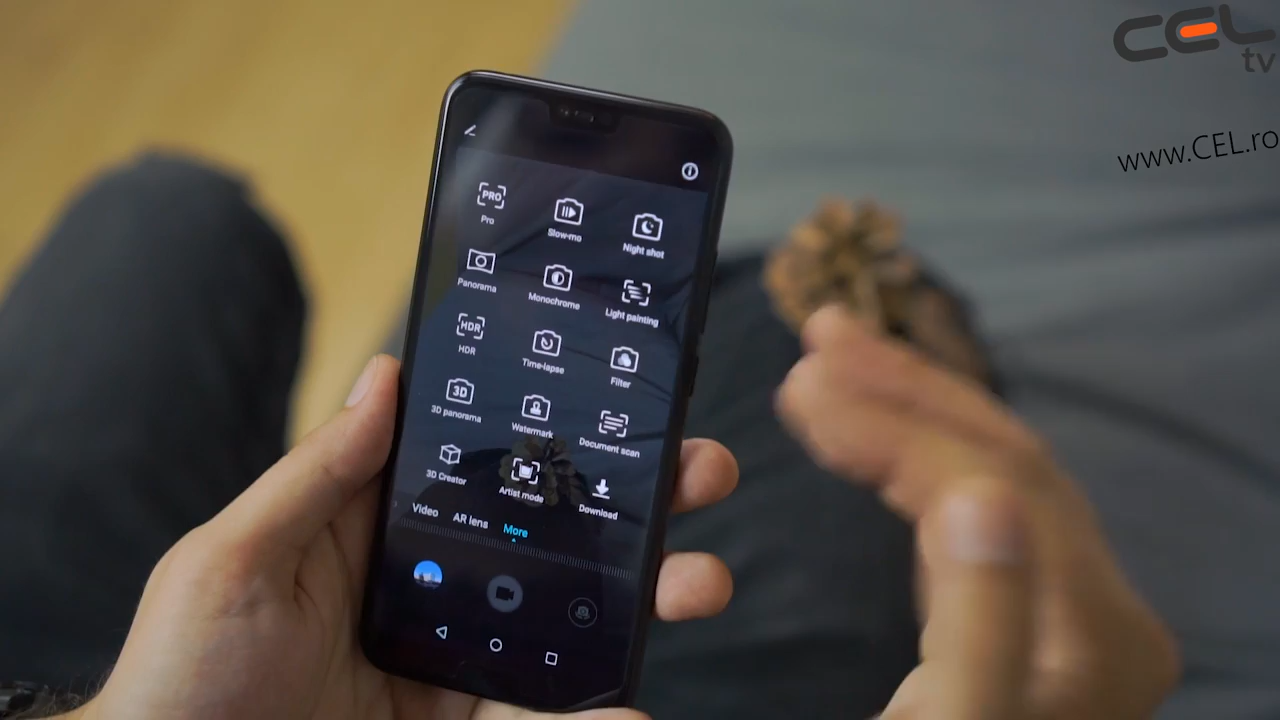 CEL
tv
www.CEL.ro
PRO
Pro
Slow-mo
Night shot
Panorama
Monochrome
Light painting
HDR
HDR
Time-lapse
Filter
3D
3D panorama
Watermark
Document scan
3D Creator
Artist mode
Download
Video
AR lens
More